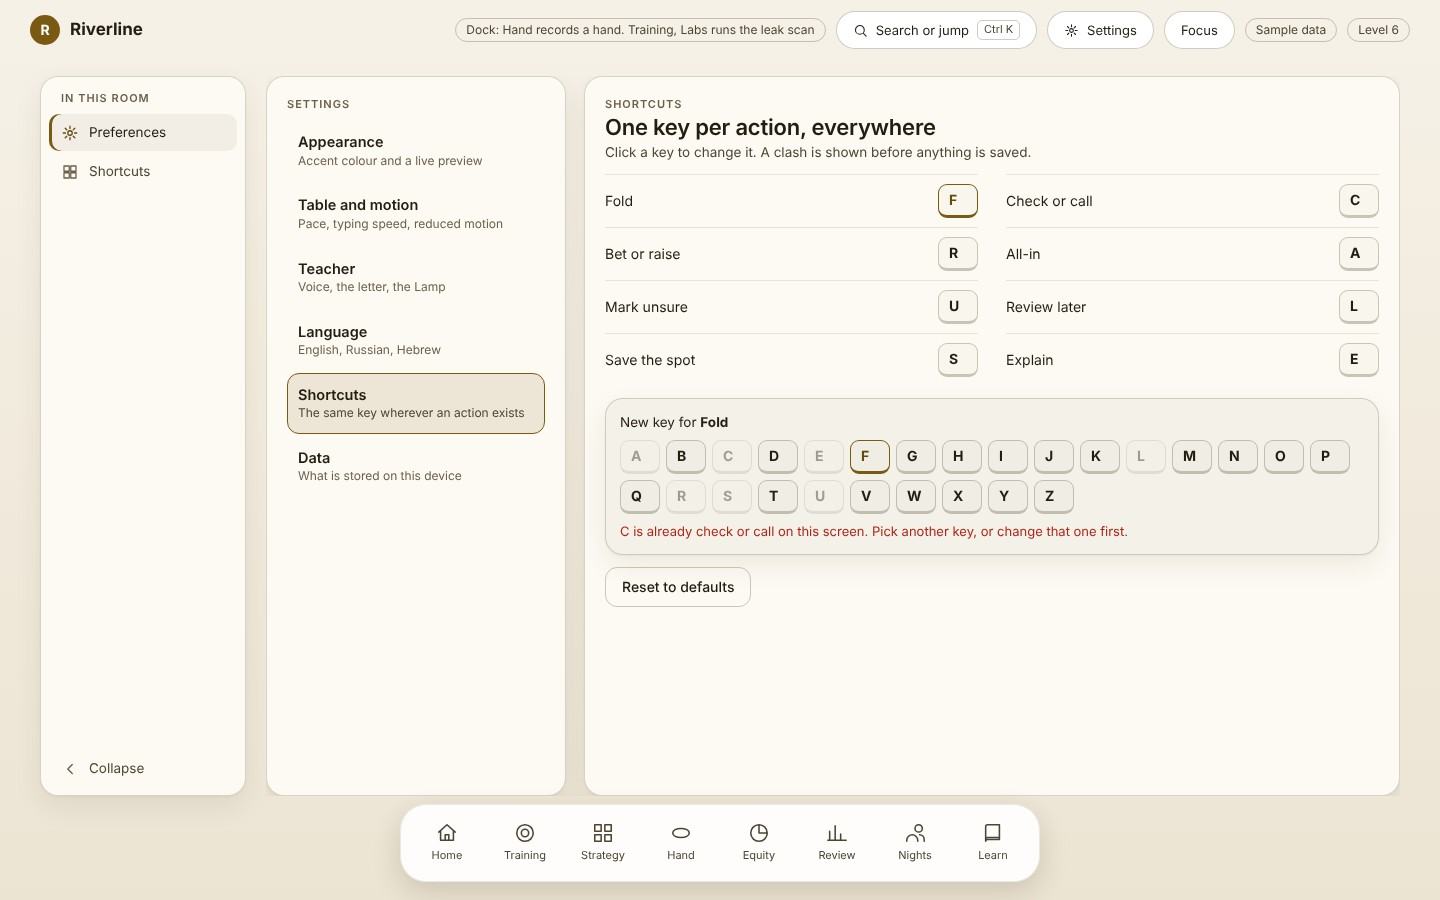 R Riverline
Dock: Hand records a hand. Training, Labs runs the leak scan
Search or jump Ctrl K
Settings
Focus
Sample data
Level 6
IN THIS ROOM
Preferences
Shortcuts
Collapse
SETTINGS
Appearance
Accent colour and a live preview
Table and motion
Pace, typing speed, reduced motion
Teacher
Voice, the letter, the Lamp
Language
English, Russian, Hebrew
Shortcuts
The same key wherever an action exists
Data
What is stored on this device
SHORTCUTS
One key per action, everywhere
Click a key to change it. A clash is shown before anything is saved.
Fold F
Check or call C
Bet or raise R
All-in A
Mark unsure U
Review later L
Save the spot S
Explain E
New key for Fold
A B C D E F G H I J K L M N O P
Q R S T U V W X Y Z
C is already check or call on this screen. Pick another key, or change that one first.
Reset to defaults
Home
Training
Strategy
Hand
Equity
Review
Nights
Learn